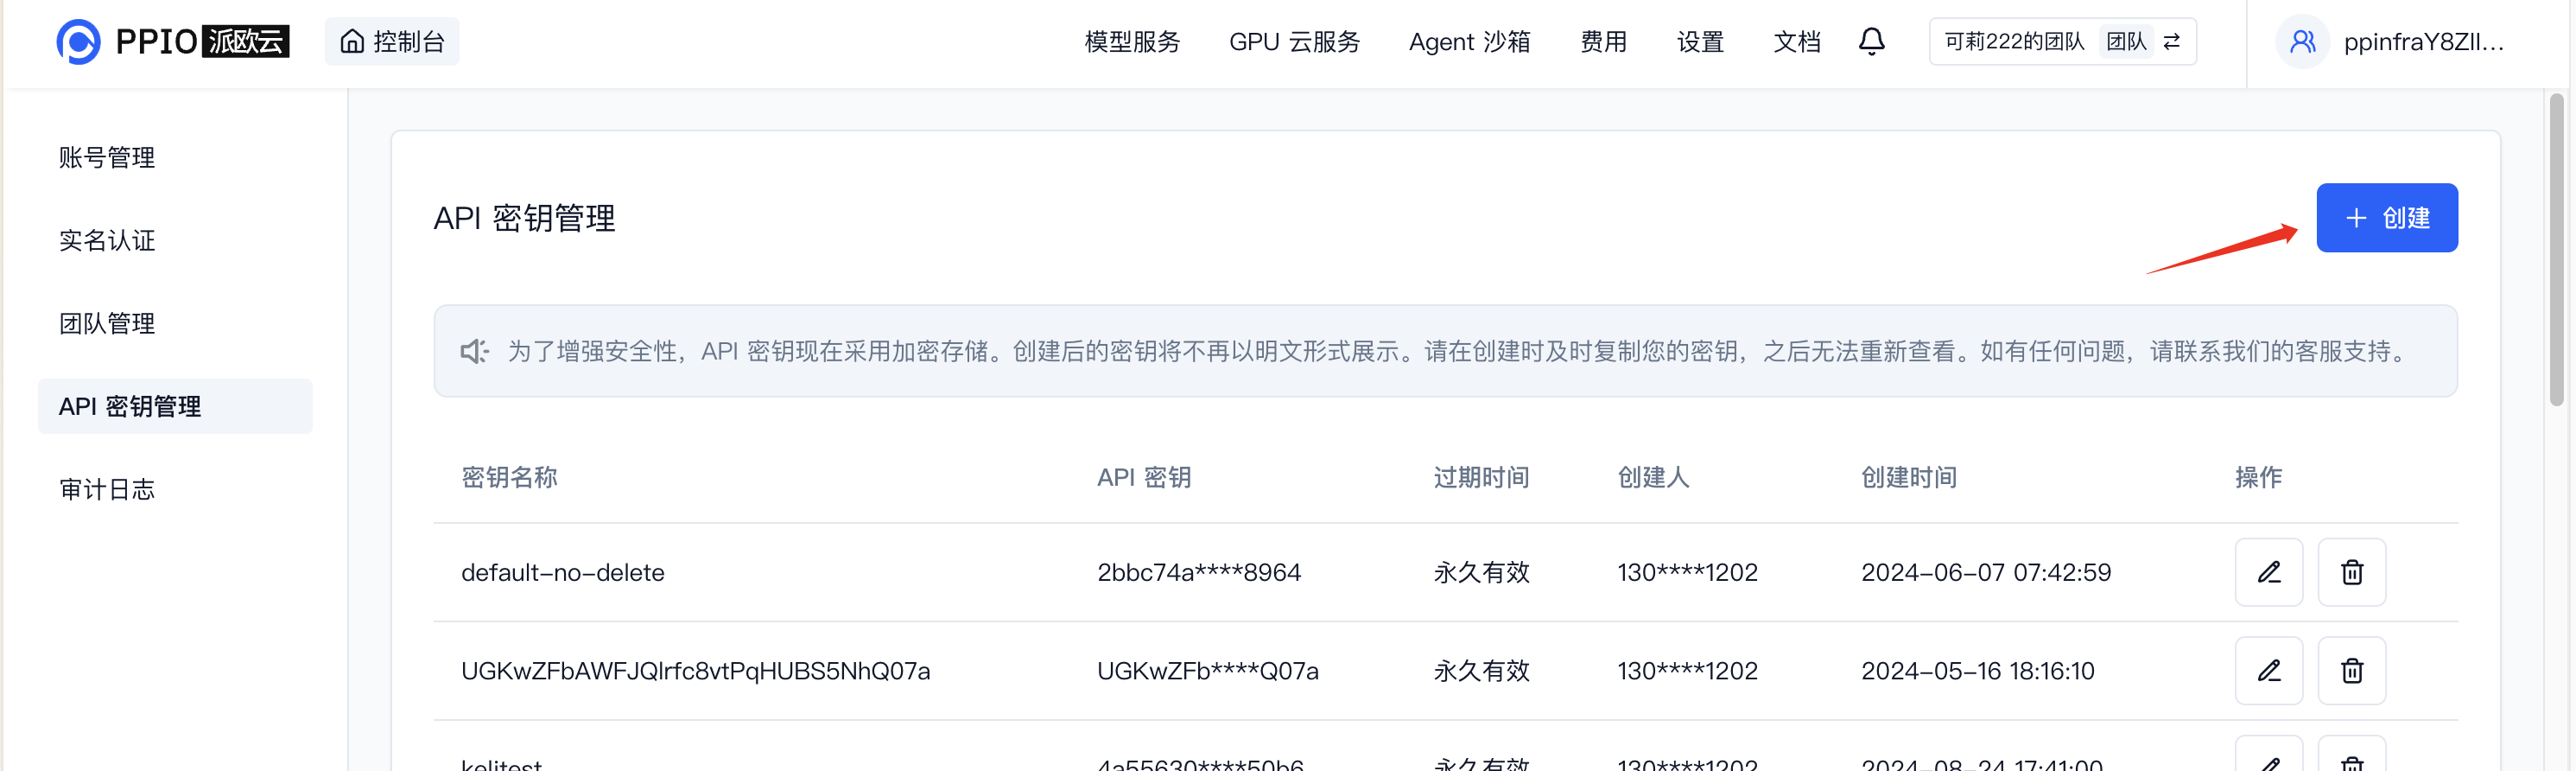 PPIO派欧云 控制台 模型服务 GPU 云服务 Agent 沙箱 费用 设置 文档 可莉222的团队 团队 ppinfraY8Zll...
账号管理
实名认证
团队管理
API 密钥管理
审计日志
API 密钥管理
创建
为了增强安全性，API 密钥现在采用加密存储。创建后的密钥将不再以明文形式展示。请在创建时及时复制您的密钥，之后无法重新查看。如有任何问题，请联系我们的客服支持。
密钥名称 API 密钥 过期时间 创建人 创建时间 操作
default-no-delete 2bbc74a****8964 永久有效 130****1202 2024-06-07 07:42:59
UGKwZFbAWFJQlrfc8vtPqHUBS5NhQ07a UGKwZFb****Q07a 永久有效 130****1202 2024-05-16 18:16:10
kelitest 4a55630****50b6 永久有效 130****1202 2024-08-24 17:41:00